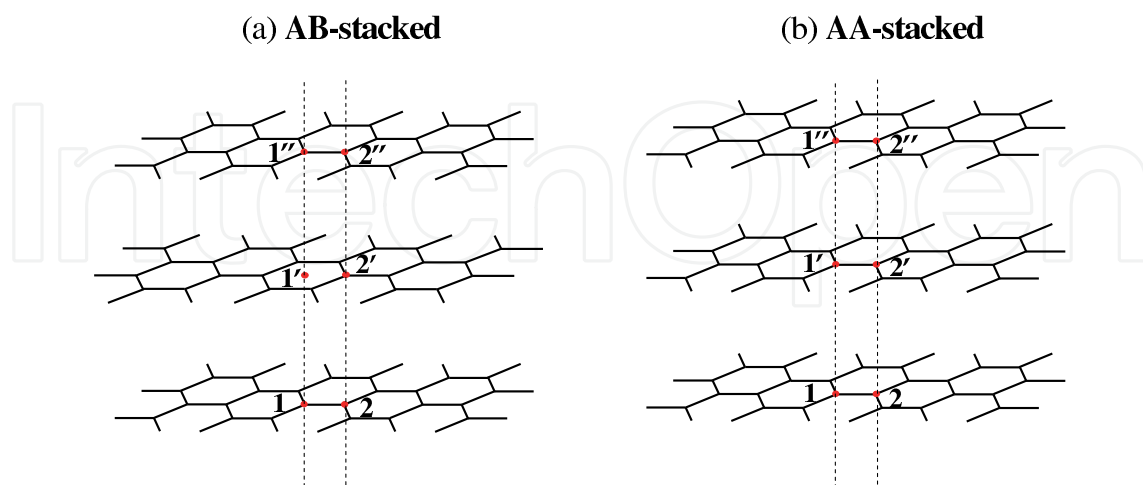 (a) AB-stacked
(b) AA-stacked
IntechOpen
1″ 2″
1″ 2″
1′ 2′
1′ 2′
1 2
1 2